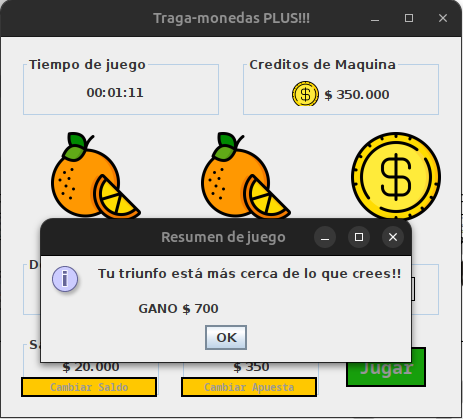 Traga-monedas PLUS!!!
Tiempo de juego
Creditos de Maquina
00:01:11
$ 350.000
Resumen de juego
Tu triunfo está más cerca de lo que crees!!
GANO $ 700
OK
$ 20.000
$ 350
Jugar
Cambiar Saldo
Cambiar Apuesta